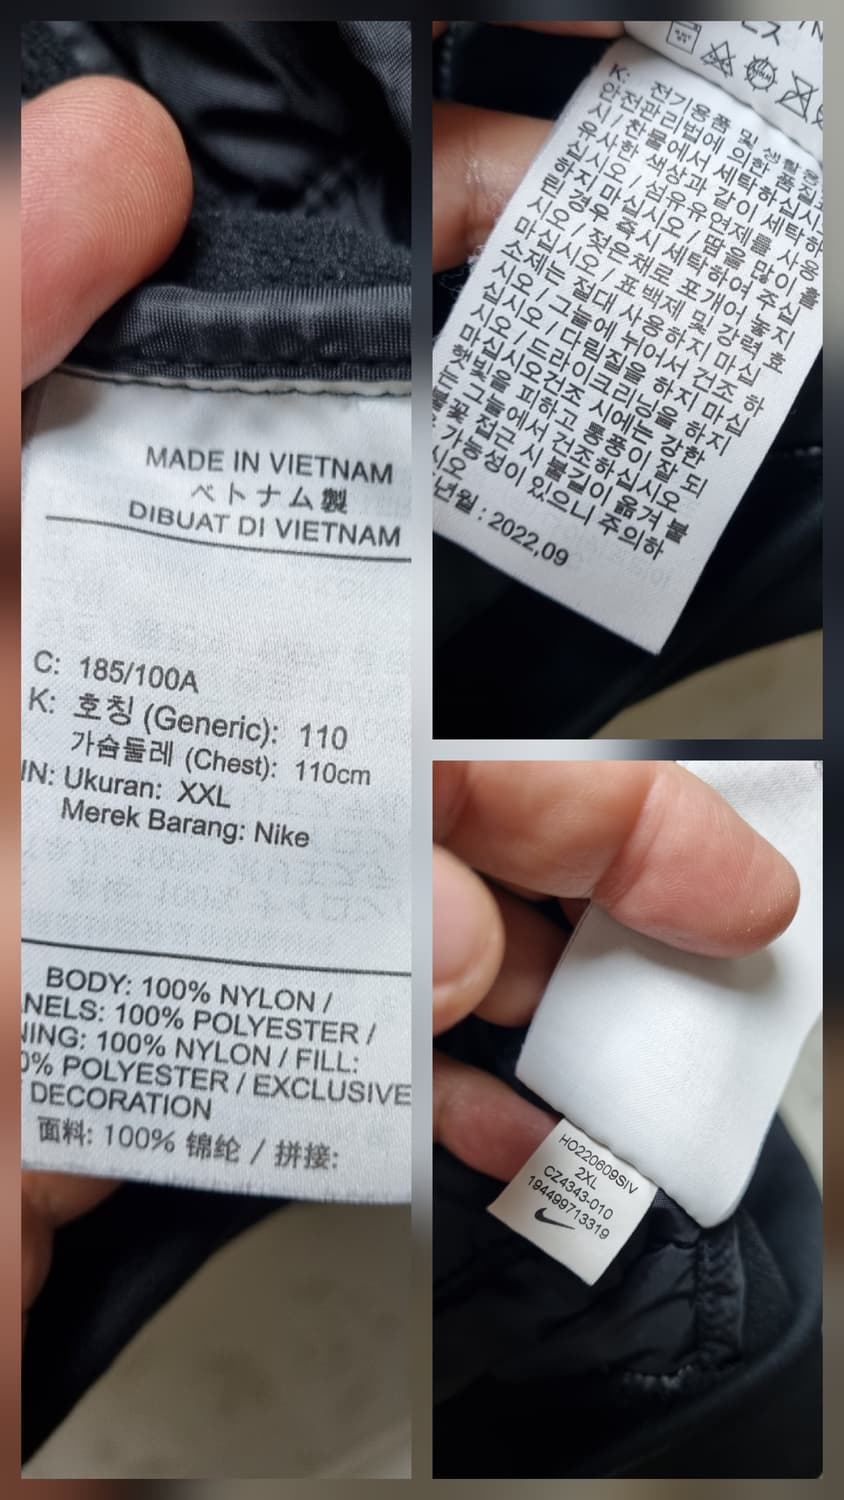 MADE IN VIETNAM
ベトナム製
DIBUAT DI VIETNAM
C: 185/100A
K: 호칭 (Generic): 110
가슴둘레 (Chest): 110cm
IN: Ukuran: XXL
Merek Barang: Nike
BODY: 100% NYLON /
NELS: 100% POLYESTER /
NING: 100% NYLON / FILL:
0% POLYESTER / EXCLUSIVE
DECORATION
面料: 100% 锦纶 / 拼接:
K: 전기용품 및 생활용
안전관리법에 의한 품질표
시 / 찬물에서 세탁하십시
유사한 색상과 같이 세탁하
십시오 / 섬유유연제를 사용
하지 마십시오 / 땀을 많이 흘
린 경우 즉시 세탁하여 주십
시오 / 젖은채로 포개어 놓지
마십시오 / 표백제 및 강력 효
소제는 절대 사용하지 마십
시오 / 그늘에 뉘어서 건조 하
십시오 / 다림질을 하지 마십
시오 / 드라이크리닝을 하지
마십시오건조 시에는 강한
햇빛을 피하고 통풍이 잘 되
는 그늘에서 건조하십시오
불꽃 접근 시 불길이 옮겨 붙
가능성이 있으니 주의하
시오
년월 : 2022,09
HO220609SIV
2XL
CZ4343-010
194499713319